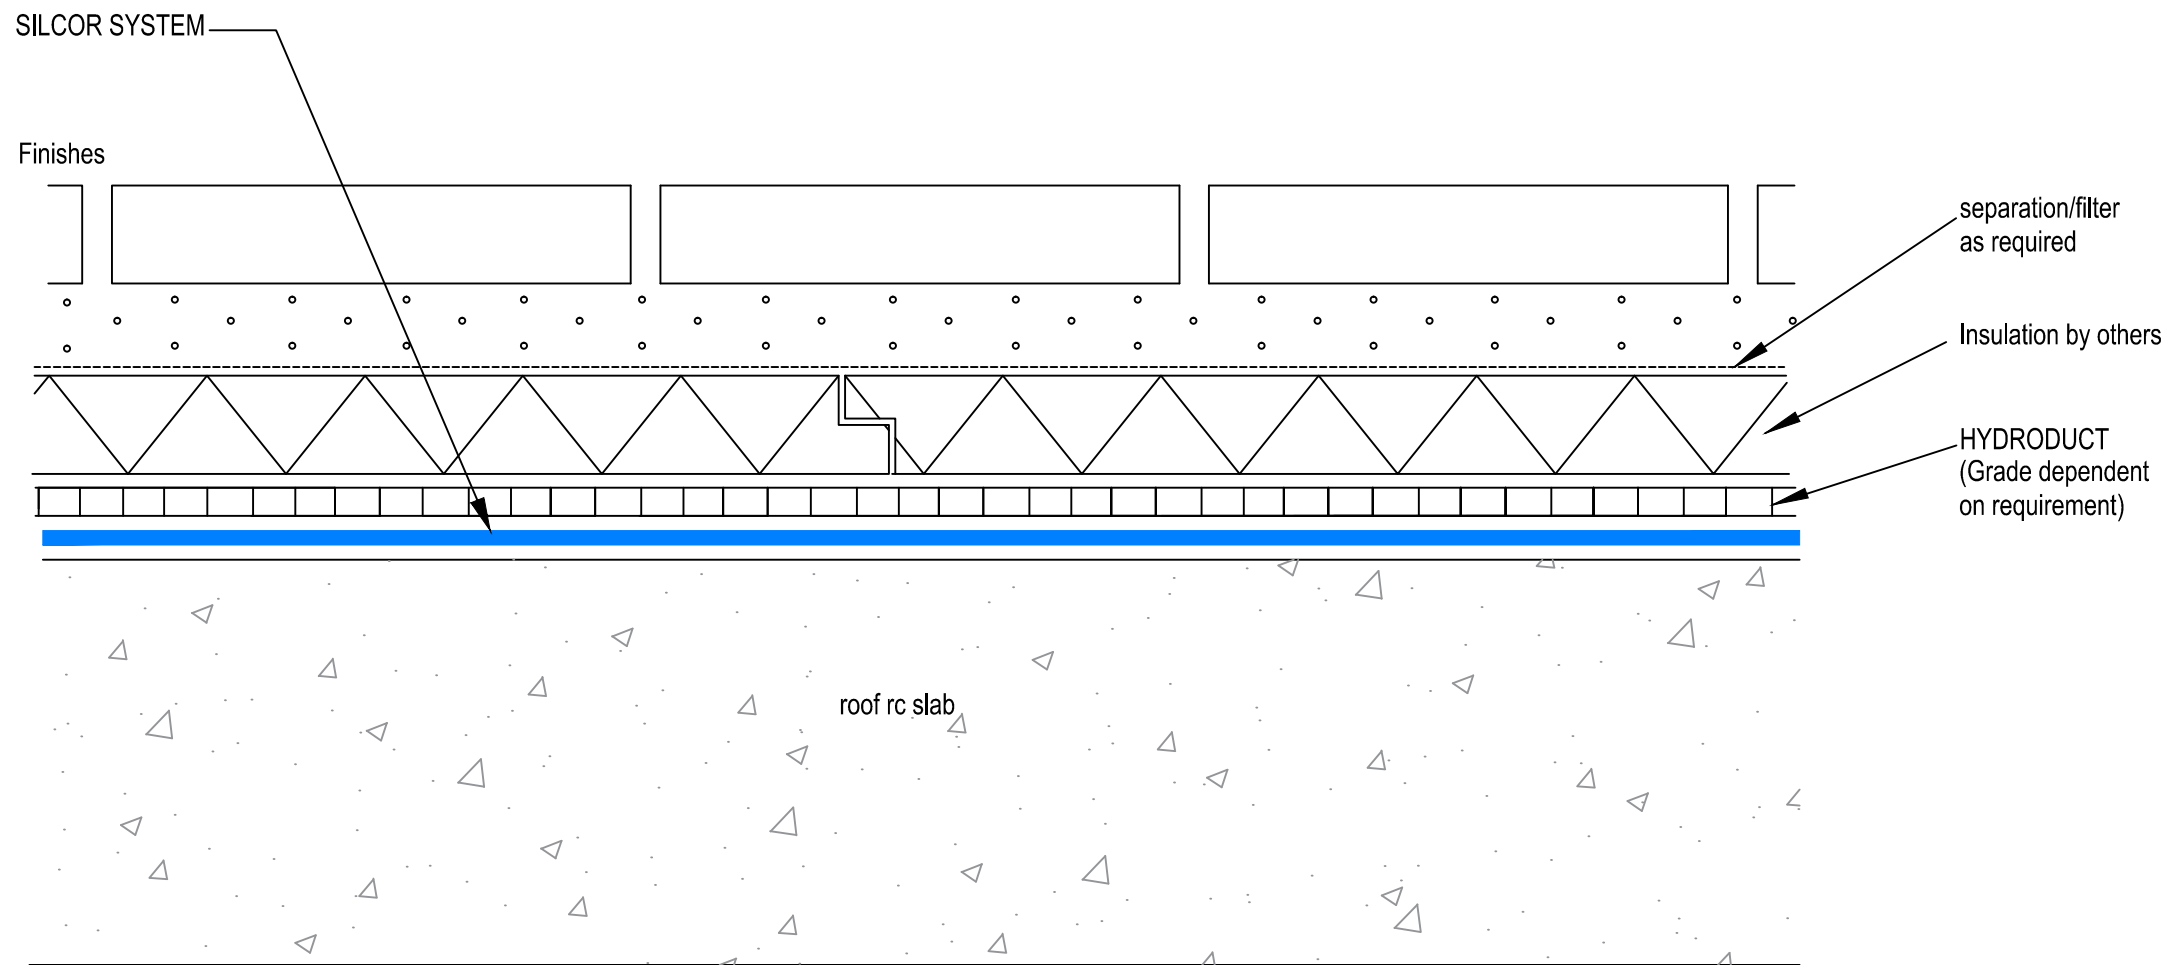 SILCOR SYSTEM
Finishes
separation/filter
as required
Insulation by others
HYDRODUCT
(Grade dependent
on requirement)
roof rc slab